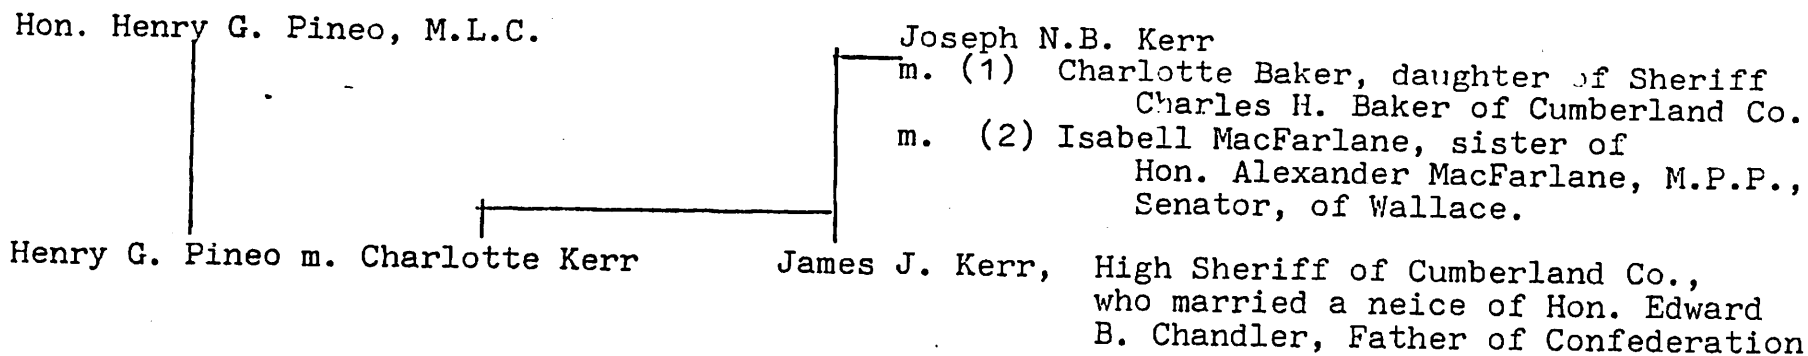 Hon. Henry G. Pineo, M.L.C.
Joseph N.B. Kerr
m. (1) Charlotte Baker, daughter of Sheriff
Charles H. Baker of Cumberland Co.
m. (2) Isabell MacFarlane, sister of
Hon. Alexander MacFarlane, M.P.P.,
Senator, of Wallace.
Henry G. Pineo m. Charlotte Kerr
James J. Kerr, High Sheriff of Cumberland Co.,
who married a neice of Hon. Edward
B. Chandler, Father of Confederation